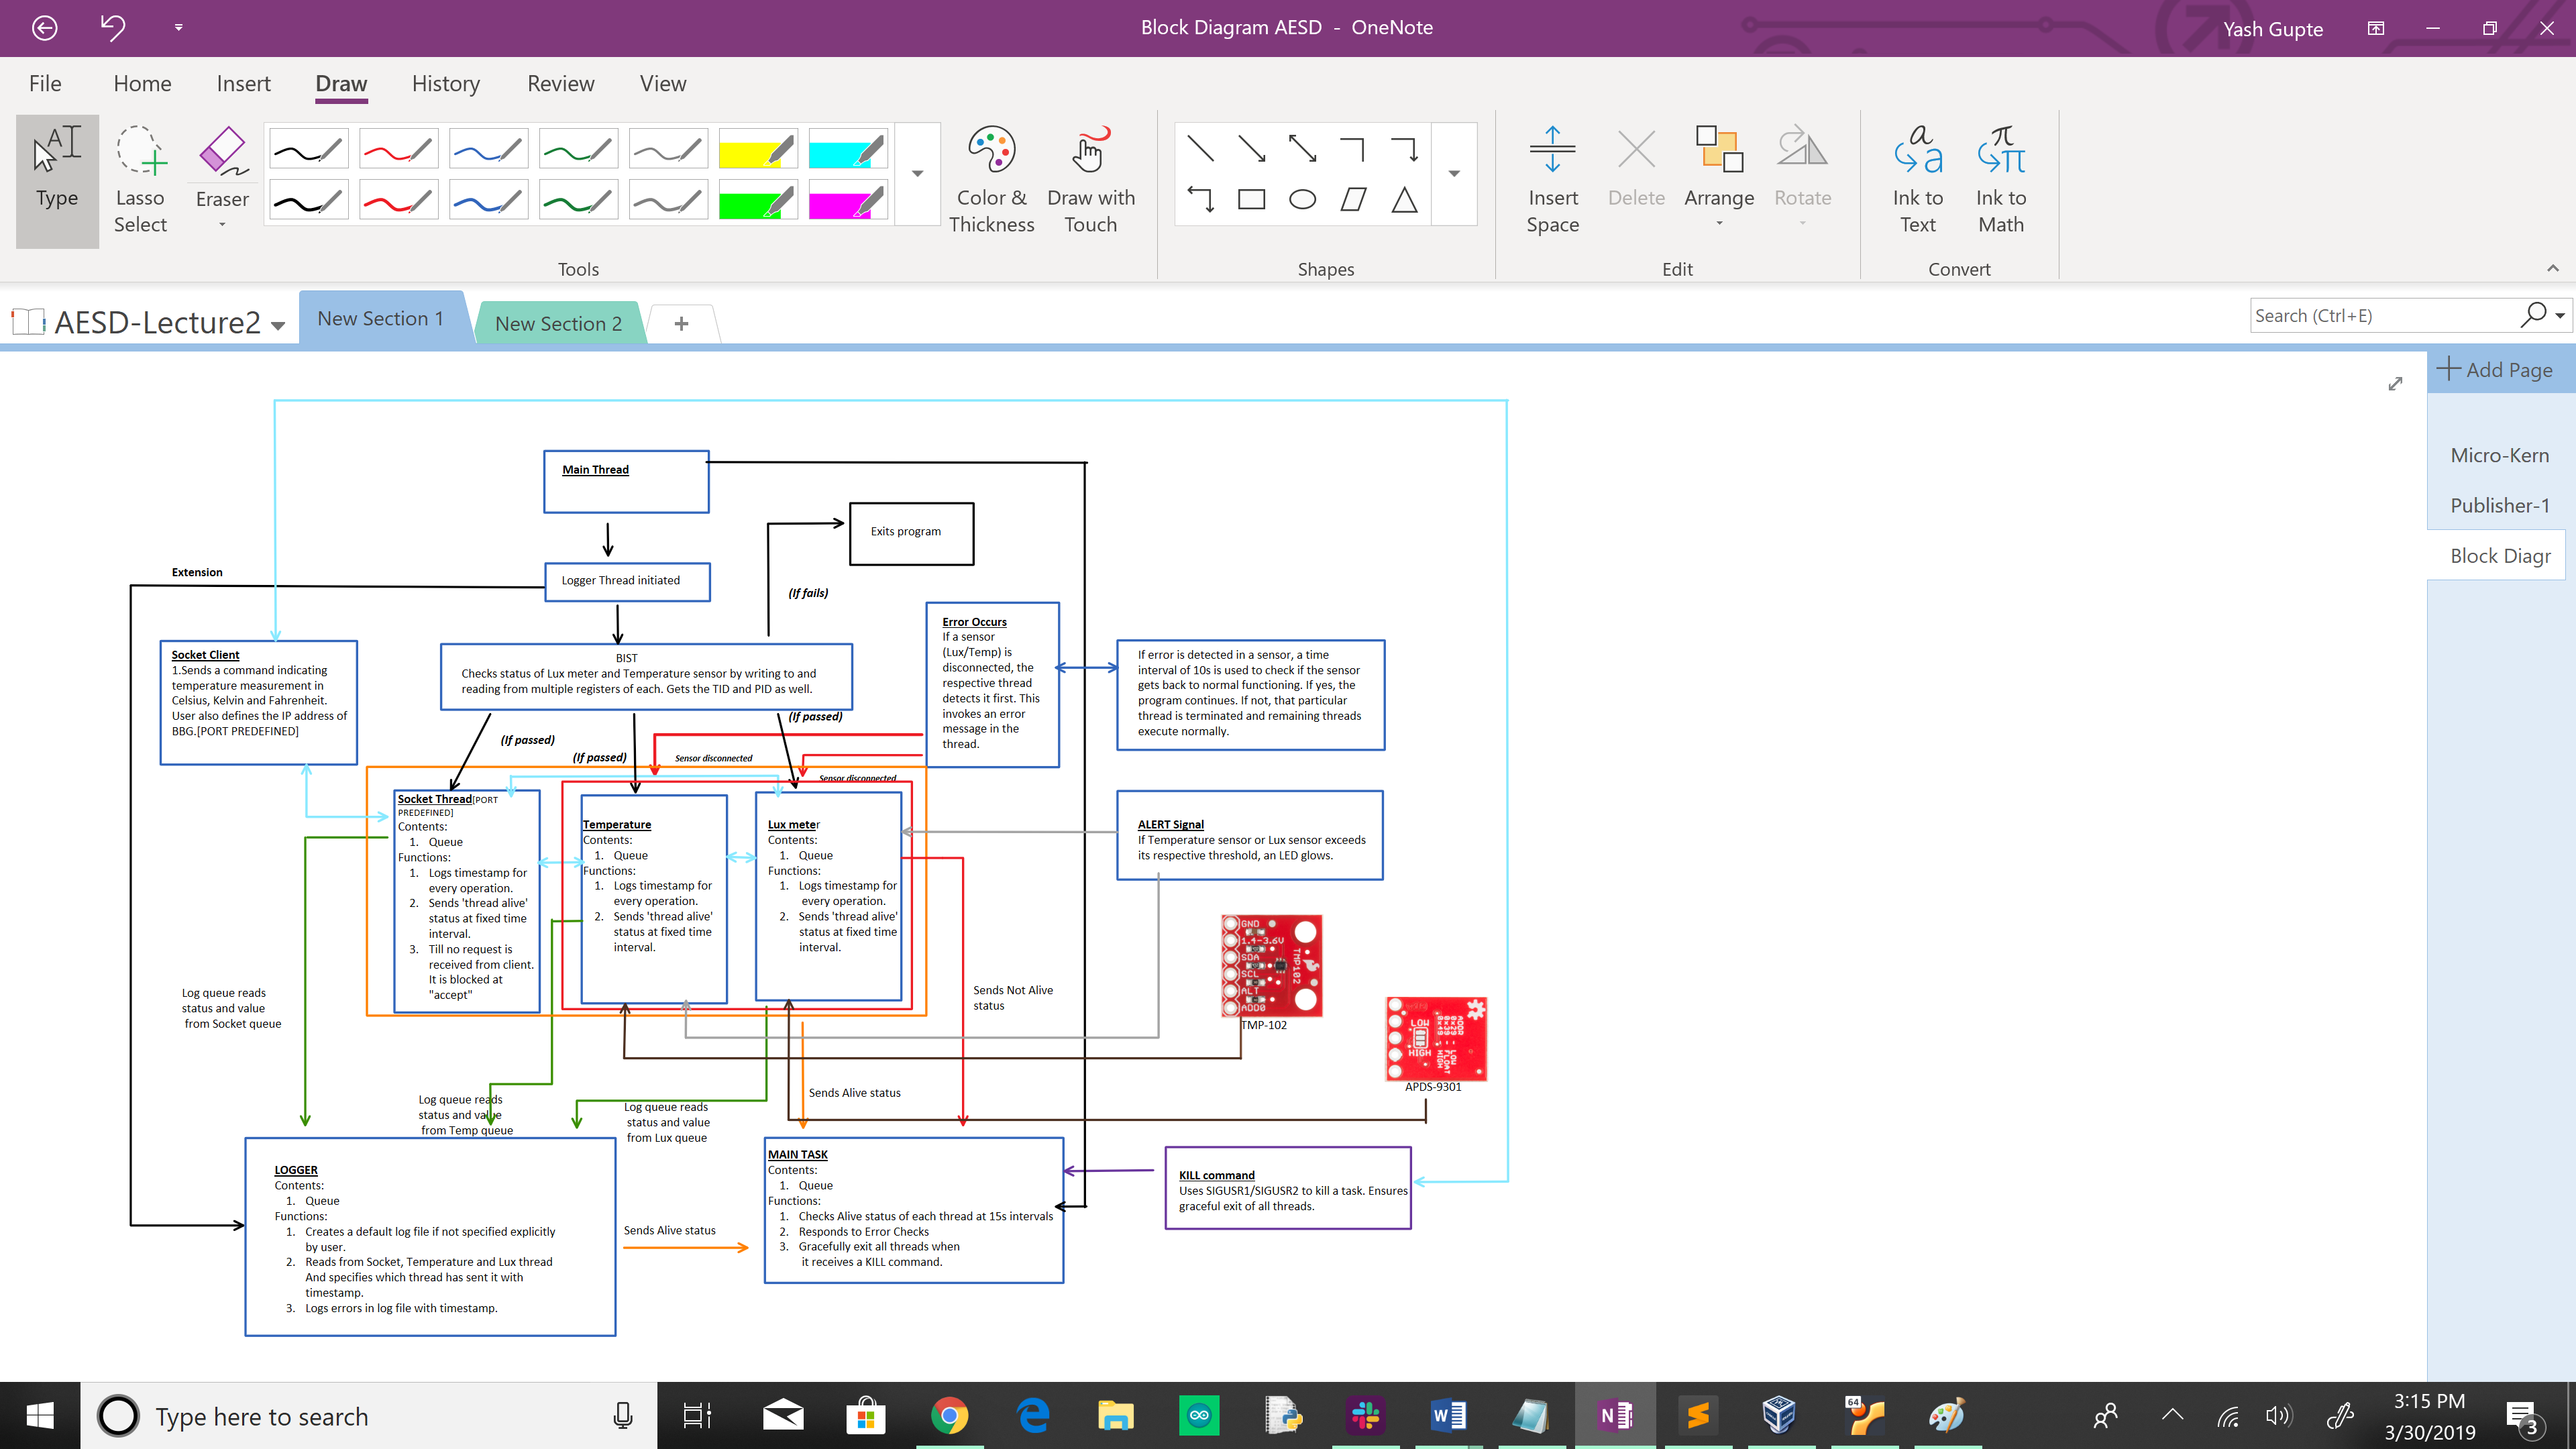 Block Diagram AESD - OneNote
Yash Gupte
File
Home
Insert
Draw
History
Review
View
Type
Lasso
Select
Eraser
Color &
Thickness
Draw with
Touch
Insert
Space
Delete
Arrange
Rotate
Ink to
Text
Ink to
Math
Tools
Shapes
Edit
Convert
AESD-Lecture2
New Section 1
New Section 2
Search (Ctrl+E)
Add Page
Micro-Kern
Publisher-1
Block Diagr
Main Thread
Exits program
Extension
Logger Thread initiated
(If fails)
Socket Client
1.Sends a command indicating
temperature measurement in
Celsius, Kelvin and Fahrenheit.
User also defines the IP address of
BBG.[PORT PREDEFINED]
BIST
Checks status of Lux meter and Temperature sensor by writing to and
reading from multiple registers of each. Gets the TID and PID as well.
Error Occurs
If a sensor
(Lux/Temp) is
disconnected, the
respective thread
detects it first. This
invokes an error
message in the
thread.
If error is detected in a sensor, a time
interval of 10s is used to check if the sensor
gets back to normal functioning. If yes, the
program continues. If not, that particular
thread is terminated and remaining threads
execute normally.
(If passed)
(If passed)
(If passed)
Sensor disconnected
Sensor disconnected
Socket Thread[PORT
PREDEFINED]
Contents:
1. Queue
Functions:
1. Logs timestamp for
every operation.
2. Sends 'thread alive'
status at fixed time
interval.
3. Till no request is
received from client.
It is blocked at
"accept"
Temperature
Contents:
1. Queue
Functions:
1. Logs timestamp for
every operation.
2. Sends 'thread alive'
status at fixed time
interval.
Lux meter
Contents:
1. Queue
Functions:
1. Logs timestamp for
every operation.
2. Sends 'thread alive'
status at fixed time
interval.
ALERT Signal
If Temperature sensor or Lux sensor exceeds
its respective threshold, an LED glows.
GND
1.4-3.6V
SDA
SCL
ALT
ADD0
TMP102
TMP-102
LOW
HIGH
APDS-9301
Log queue reads
status and value
from Socket queue
Sends Not Alive
status
Log queue reads
status and value
from Temp queue
Log queue reads
status and value
from Lux queue
Sends Alive status
LOGGER
Contents:
1. Queue
Functions:
1. Creates a default log file if not specified explicitly
by user.
2. Reads from Socket, Temperature and Lux thread
And specifies which thread has sent it with
timestamp.
3. Logs errors in log file with timestamp.
Sends Alive status
MAIN TASK
Contents:
1. Queue
Functions:
1. Checks Alive status of each thread at 15s intervals
2. Responds to Error Checks
3. Gracefully exit all threads when
it receives a KILL command.
KILL command
Uses SIGUSR1/SIGUSR2 to kill a task. Ensures
graceful exit of all threads.
Type here to search
64
3:15 PM
3/30/2019
3